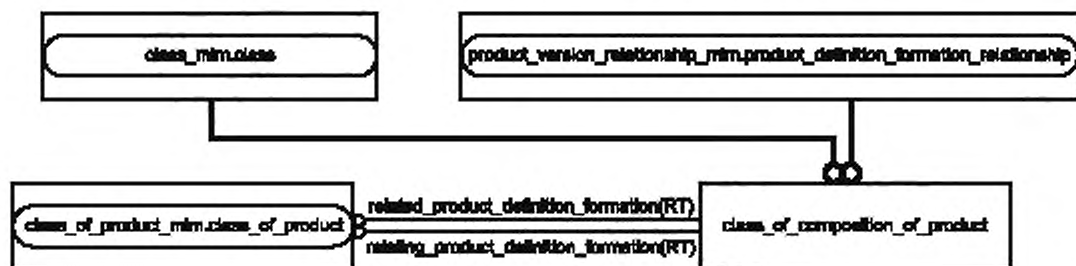 class_mim.class
product_version_relationship_mim.product_definition_formation_relationship
related_product_definition_formation(RT)
class_of_product_mim.class_of_product
class_of_composition_of_product
relating_product_definition_formation(RT)